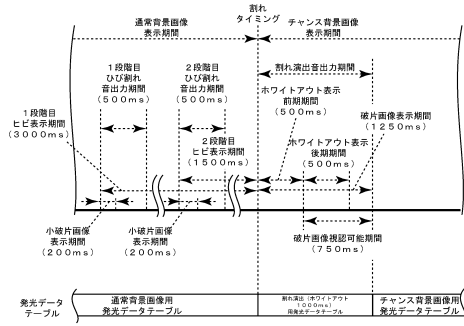 割れ
タイミング
通常背景画像
表示期間
チャンス背景画像
表示期間
1段階目
ひび割れ
音出力期間
(500ms)
2段階目
ひび割れ
音出力期間
(500ms)
割れ演出音出力期間
ホワイトアウト表示
前期期間
(500ms)
1段階目
ヒビ表示期間
(3000ms)
破片画像表示期間
(1250ms)
2段階目
ヒビ表示期間
(1500ms)
ホワイトアウト表示
後期期間
(500ms)
小破片画像
表示期間
(200ms)
小破片画像
表示期間
(200ms)
破片画像視認可能期間
(750ms)
発光データ
テーブル
通常背景画像用
発光データテーブル
割れ演出(ホワイトアウト
1000ms)
用発光データテーブル
チャンス背景画像用
発光データテーブル